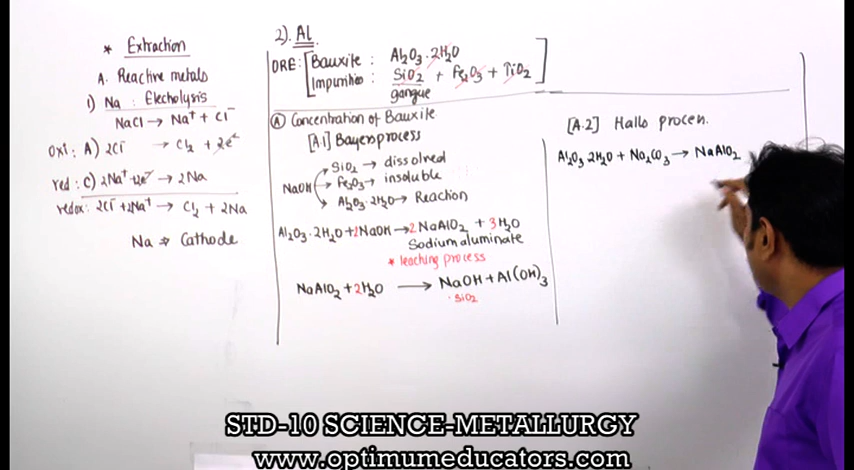 * Extraction
A. Reactive metals
1) Na : Electrolysis
NaCl → Na⁺ + Cl⁻
Oxi: A) 2Cl⁻ → Cl₂ + 2e⁻
red: C) 2Na⁺ + 2e⁻ → 2Na
redox: 2Cl⁻ + 2Na⁺ → Cl₂ + 2Na
Na ⇒ Cathode
2). Al
ORE: Bauxite : Al₂O₃·2H₂O
Impurities : SiO₂ + Fe₂O₃ + TiO₂
gangue
(A) Concentration of Bauxite
[A.1] Bayers process
NaOH
SiO₂ → dissolved
Fe₂O₃ → insoluble
Al₂O₃·2H₂O → Reaction
Al₂O₃·2H₂O + 2NaOH → 2NaAlO₂ + 3H₂O
Sodium aluminate
* leaching process
NaAlO₂ + 2H₂O → NaOH + Al(OH)₃
· SiO₂
[A.2] Halls process.
Al₂O₃ 2H₂O + Na₂CO₃ → NaAlO₂
STD-10 SCIENCE-METALLURGY
www.optimumeducators.com